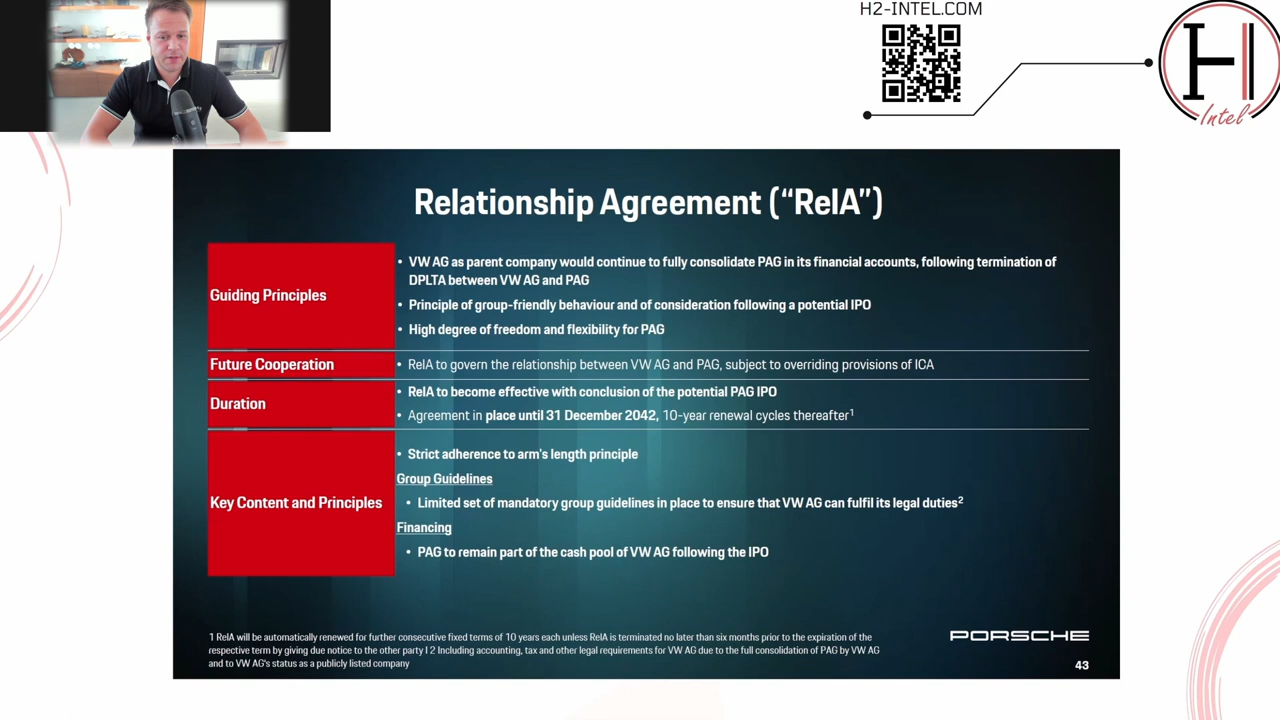 H2-INTEL.COM
H
Intel
Relationship Agreement (“RelA”)
Guiding Principles
• VW AG as parent company would continue to fully consolidate PAG in its financial accounts, following termination of
DPLTA between VW AG and PAG
• Principle of group-friendly behaviour and of consideration following a potential IPO
• High degree of freedom and flexibility for PAG
Future Cooperation
• RelA to govern the relationship between VW AG and PAG, subject to overriding provisions of ICA
Duration
• RelA to become effective with conclusion of the potential PAG IPO
• Agreement in place until 31 December 2042, 10-year renewal cycles thereafter¹
Key Content and Principles
• Strict adherence to arm's length principle
Group Guidelines
• Limited set of mandatory group guidelines in place to ensure that VW AG can fulfil its legal duties²
Financing
• PAG to remain part of the cash pool of VW AG following the IPO
1 RelA will be automatically renewed for further consecutive fixed terms of 10 years each unless RelA is terminated no later than six months prior to the expiration of the
respective term by giving due notice to the other party I 2 Including accounting, tax and other legal requirements for VW AG due to the full consolidation of PAG by VW AG
and to VW AG's status as a publicly listed company
PORSCHE
43